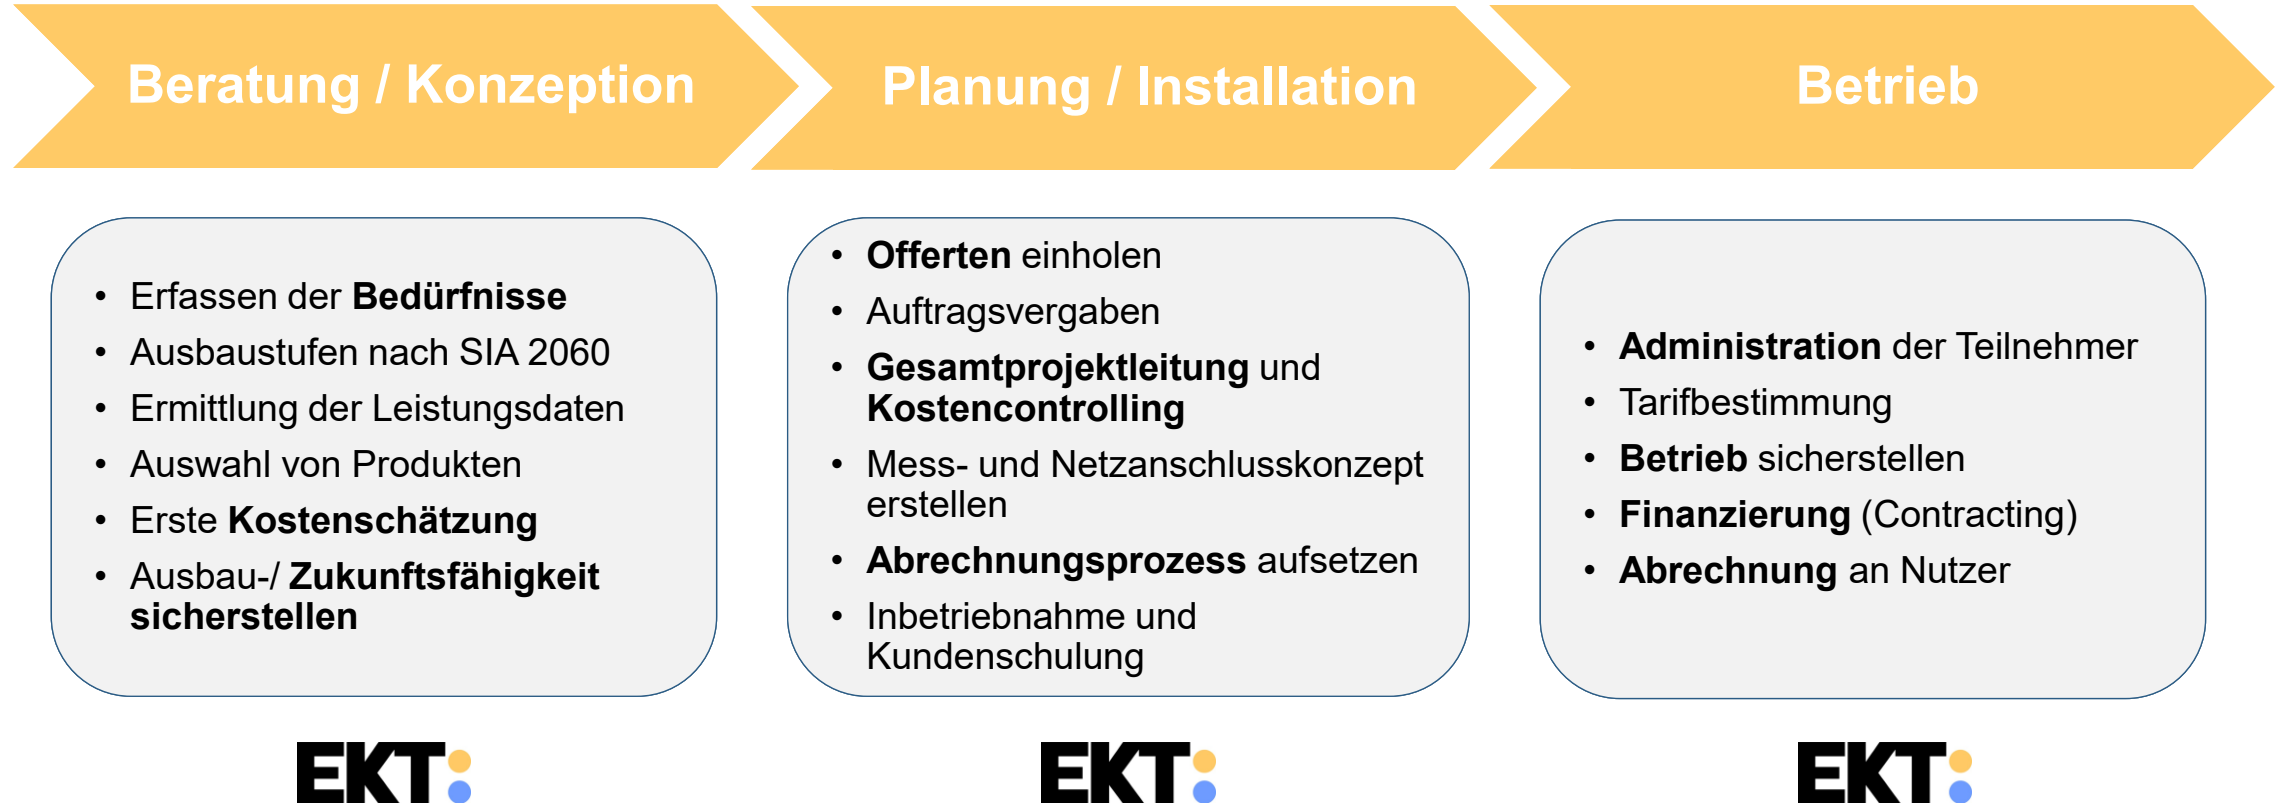 Beratung / Konzeption
Planung / Installation
Betrieb
• Erfassen der Bedürfnisse
• Ausbaustufen nach SIA 2060
• Ermittlung der Leistungsdaten
• Auswahl von Produkten
• Erste Kostenschätzung
• Ausbau-/ Zukunftsfähigkeit
sicherstellen
• Offerten einholen
• Auftragsvergaben
• Gesamtprojektleitung und
Kostencontrolling
• Mess- und Netzanschlusskonzept
erstellen
• Abrechnungsprozess aufsetzen
• Inbetriebnahme und
Kundenschulung
• Administration der Teilnehmer
• Tarifbestimmung
• Betrieb sicherstellen
• Finanzierung (Contracting)
• Abrechnung an Nutzer
EKT:
EKT:
EKT: